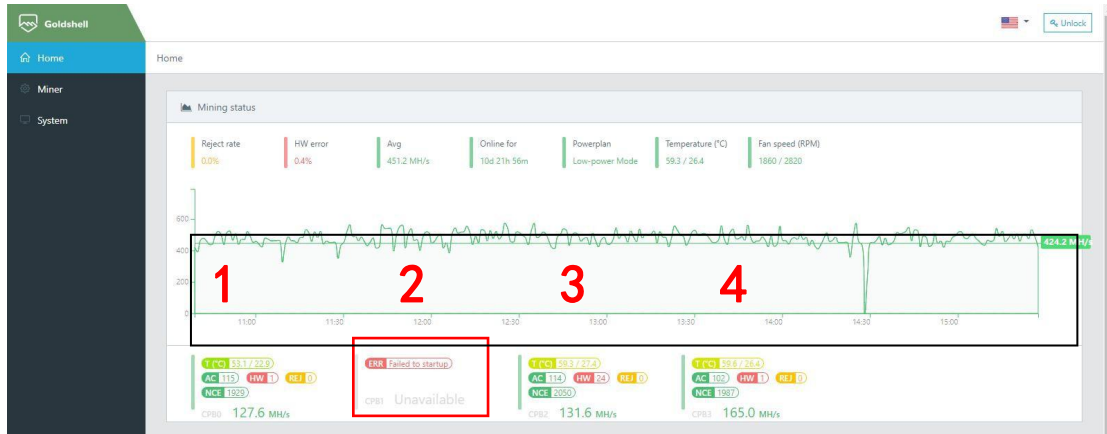 Goldshell
Unlock
Home
Home
Miner
System
Mining status
Reject rate
0.0%
HW error
0.4%
Avg
451.2 MH/s
Online for
10d 21h 56m
Powerplan
Low-power Mode
Temperature (°C)
59.3 / 26.4
Fan speed (RPM)
1860 / 2820
600
400
200
0
424.2 MH/s
1
2
3
4
11:00
11:30
12:00
12:30
13:00
13:30
14:00
14:30
15:00
T (°C) 53.1 / 22.9
AC 115 HW 1 REJ 0
NCE 1929
CPB0 127.6 MH/s
ERR Failed to startup
CPB1 Unavailable
T (°C) 59.3 / 27.4
AC 114 HW 24 REJ 0
NCE 2050
CPB2 131.6 MH/s
T (°C) 59.6 / 26.4
AC 102 HW 1 REJ 0
NCE 1987
CPB3 165.0 MH/s